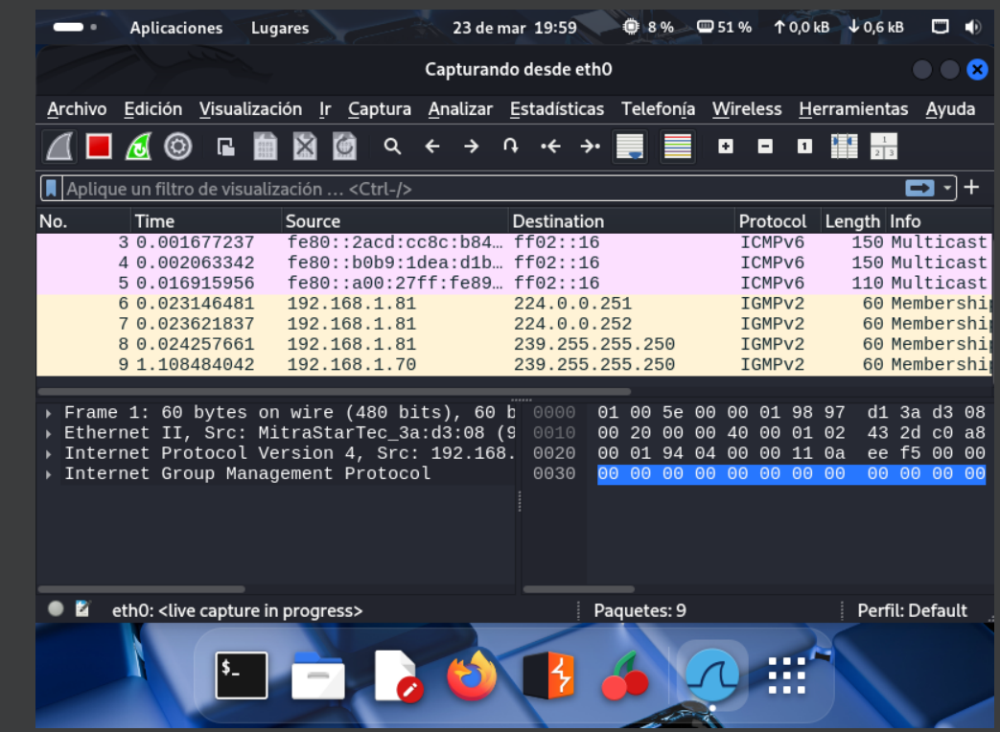 Aplicaciones Lugares 23 de mar 19:59 8 % 51 % ↑ 0,0 kB ↓ 0,6 kB
Capturando desde eth0
Archivo Edición Visualización Ir Captura Analizar Estadísticas Telefonía Wireless Herramientas Ayuda
Aplique un filtro de visualización … <Ctrl-/>
No. Time Source Destination Protocol Length Info
3 0.001677237 fe80::2acd:cc8c:b84… ff02::16 ICMPv6 150 Multicast
4 0.002063342 fe80::b0b9:1dea:d1b… ff02::16 ICMPv6 150 Multicast
5 0.016915956 fe80::a00:27ff:fe89… ff02::16 ICMPv6 110 Multicast
6 0.023146481 192.168.1.81 224.0.0.251 IGMPv2 60 Membership
7 0.023621837 192.168.1.81 224.0.0.252 IGMPv2 60 Membership
8 0.024257661 192.168.1.81 239.255.255.250 IGMPv2 60 Membership
9 1.108484042 192.168.1.70 239.255.255.250 IGMPv2 60 Membership
Frame 1: 60 bytes on wire (480 bits), 60 b
Ethernet II, Src: MitraStarTec_3a:d3:08 (9
Internet Protocol Version 4, Src: 192.168.
Internet Group Management Protocol
0000 01 00 5e 00 00 01 98 97 d1 3a d3 08
0010 00 20 00 00 40 00 01 02 43 2d c0 a8
0020 00 01 94 04 00 00 11 0a ee f5 00 00
0030 00 00 00 00 00 00 00 00 00 00 00 00
eth0: <live capture in progress> Paquetes: 9 Perfil: Default